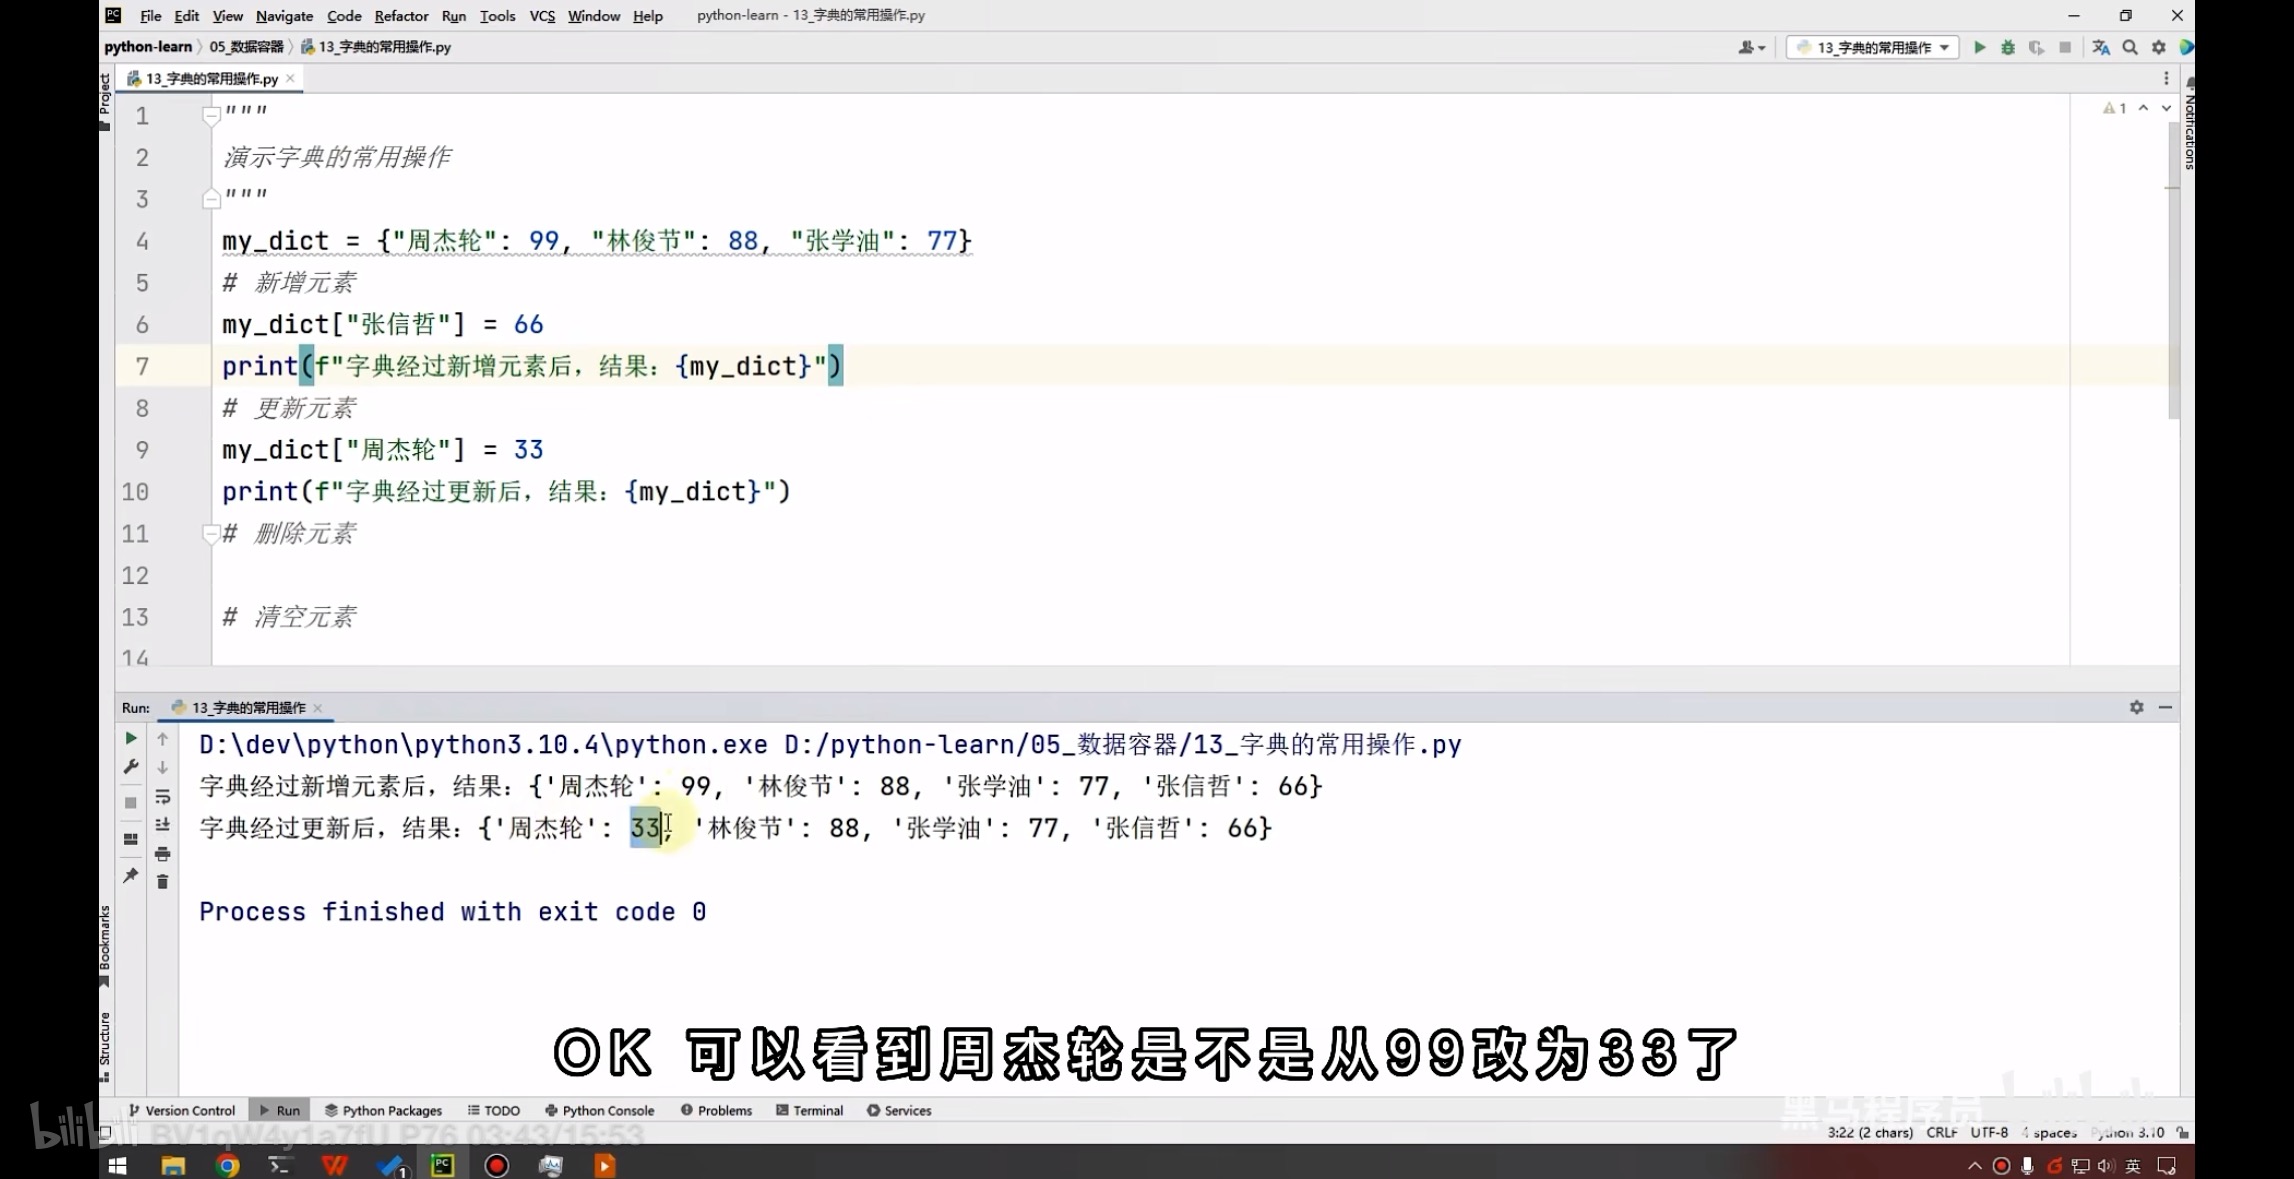 File Edit View Navigate Code Refactor Run Tools VCS Window Help python-learn - 13_字典的常用操作.py
python-learn 05_数据容器 13_字典的常用操作.py 13_字典的常用操作
13_字典的常用操作.py
Project
Notifications
1
1 """
2 演示字典的常用操作
3 """
4 my_dict = {"周杰轮": 99, "林俊节": 88, "张学油": 77}
5 # 新增元素
6 my_dict["张信哲"] = 66
7 print(f"字典经过新增元素后，结果：{my_dict}")
8 # 更新元素
9 my_dict["周杰轮"] = 33
10 print(f"字典经过更新后，结果：{my_dict}")
11 # 删除元素
12
13 # 清空元素
14
Run: 13_字典的常用操作
D:\dev\python\python3.10.4\python.exe D:/python-learn/05_数据容器/13_字典的常用操作.py
字典经过新增元素后，结果：{'周杰轮': 99, '林俊节': 88, '张学油': 77, '张信哲': 66}
字典经过更新后，结果：{'周杰轮': 33, '林俊节': 88, '张学油': 77, '张信哲': 66}
Process finished with exit code 0
Bookmarks
Structure
OK 可以看到周杰轮是不是从99改为33了
Version Control Run Python Packages TODO Python Console Problems Terminal Services
黑马程序员
bilibili BV1qW4y1a7fU P76 03:43/15:53
3:22 (2 chars) CRLF UTF-8 4 spaces Python 3.10
英